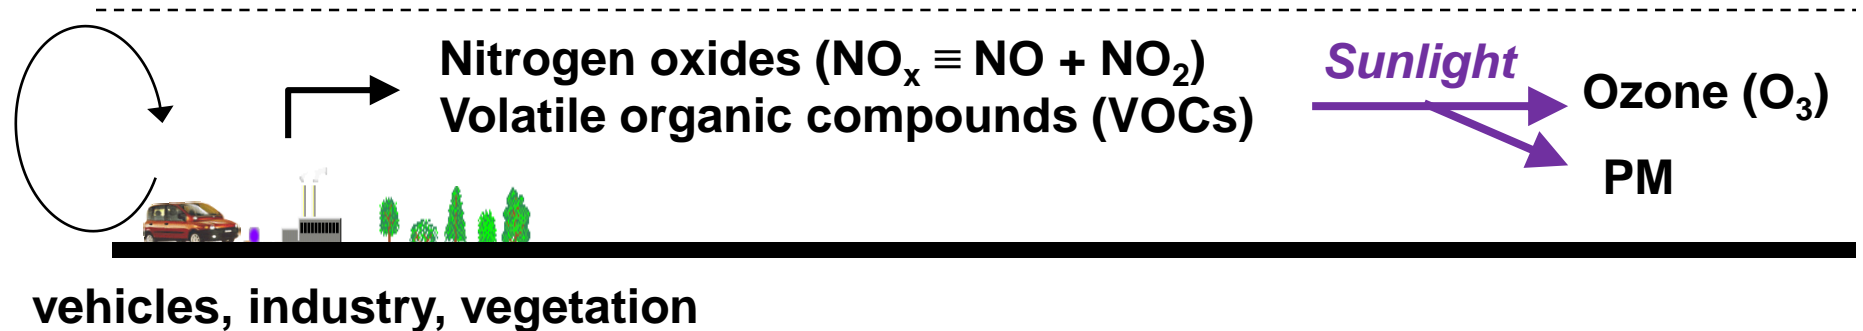 Nitrogen oxides (NOₓ ≡ NO + NO₂)
Volatile organic compounds (VOCs)
Sunlight
Ozone (O₃)
PM
vehicles, industry, vegetation